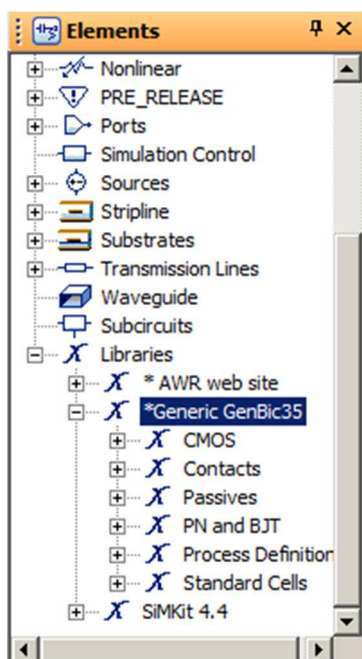 Elements
Nonlinear
PRE_RELEASE
Ports
Simulation Control
Sources
Stripline
Substrates
Transmission Lines
Waveguide
Subcircuits
Libraries
* AWR web site
*Generic GenBic35
CMOS
Contacts
Passives
PN and BJT
Process Definition
Standard Cells
SiMKit 4.4